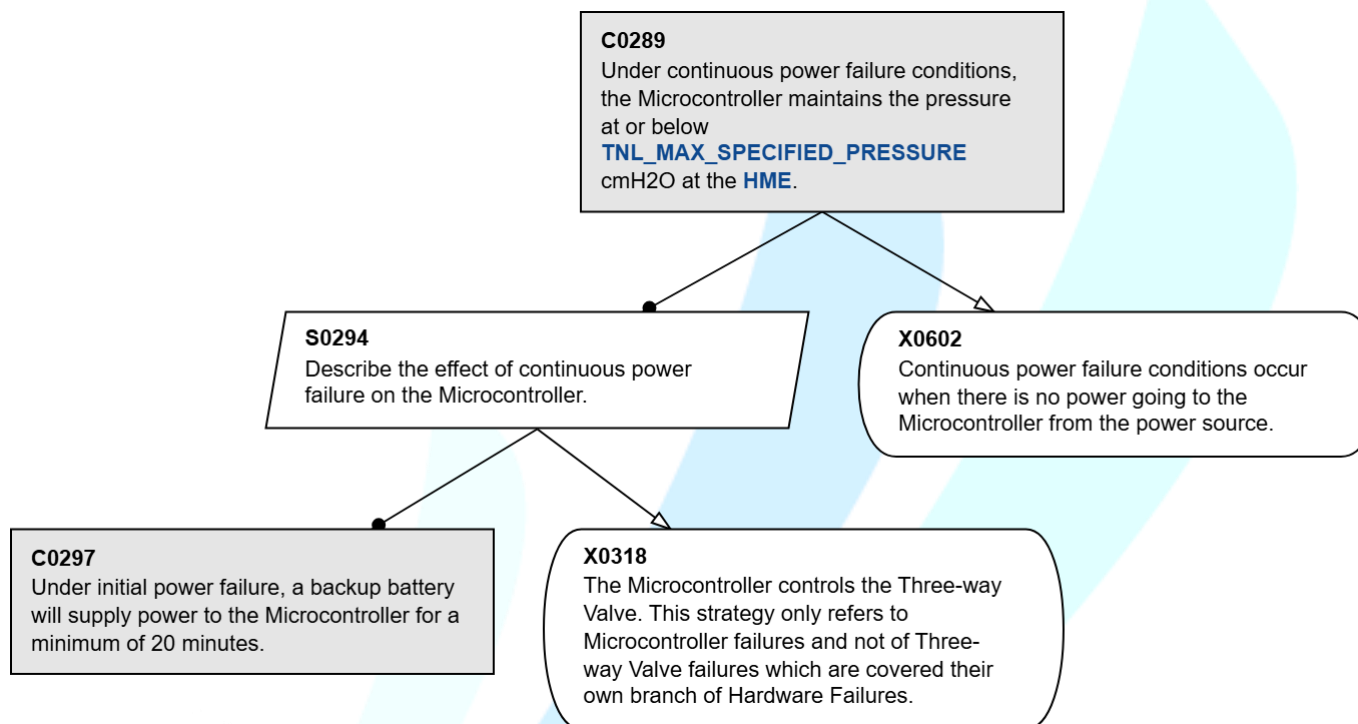 C0289
Under continuous power failure conditions,
the Microcontroller maintains the pressure
at or below
TNL_MAX_SPECIFIED_PRESSURE
cmH2O at the HME.
S0294
Describe the effect of continuous power
failure on the Microcontroller.
X0602
Continuous power failure conditions occur
when there is no power going to the
Microcontroller from the power source.
C0297
Under initial power failure, a backup battery
will supply power to the Microcontroller for a
minimum of 20 minutes.
X0318
The Microcontroller controls the Three-way
Valve. This strategy only refers to
Microcontroller failures and not of Three-
way Valve failures which are covered their
own branch of Hardware Failures.